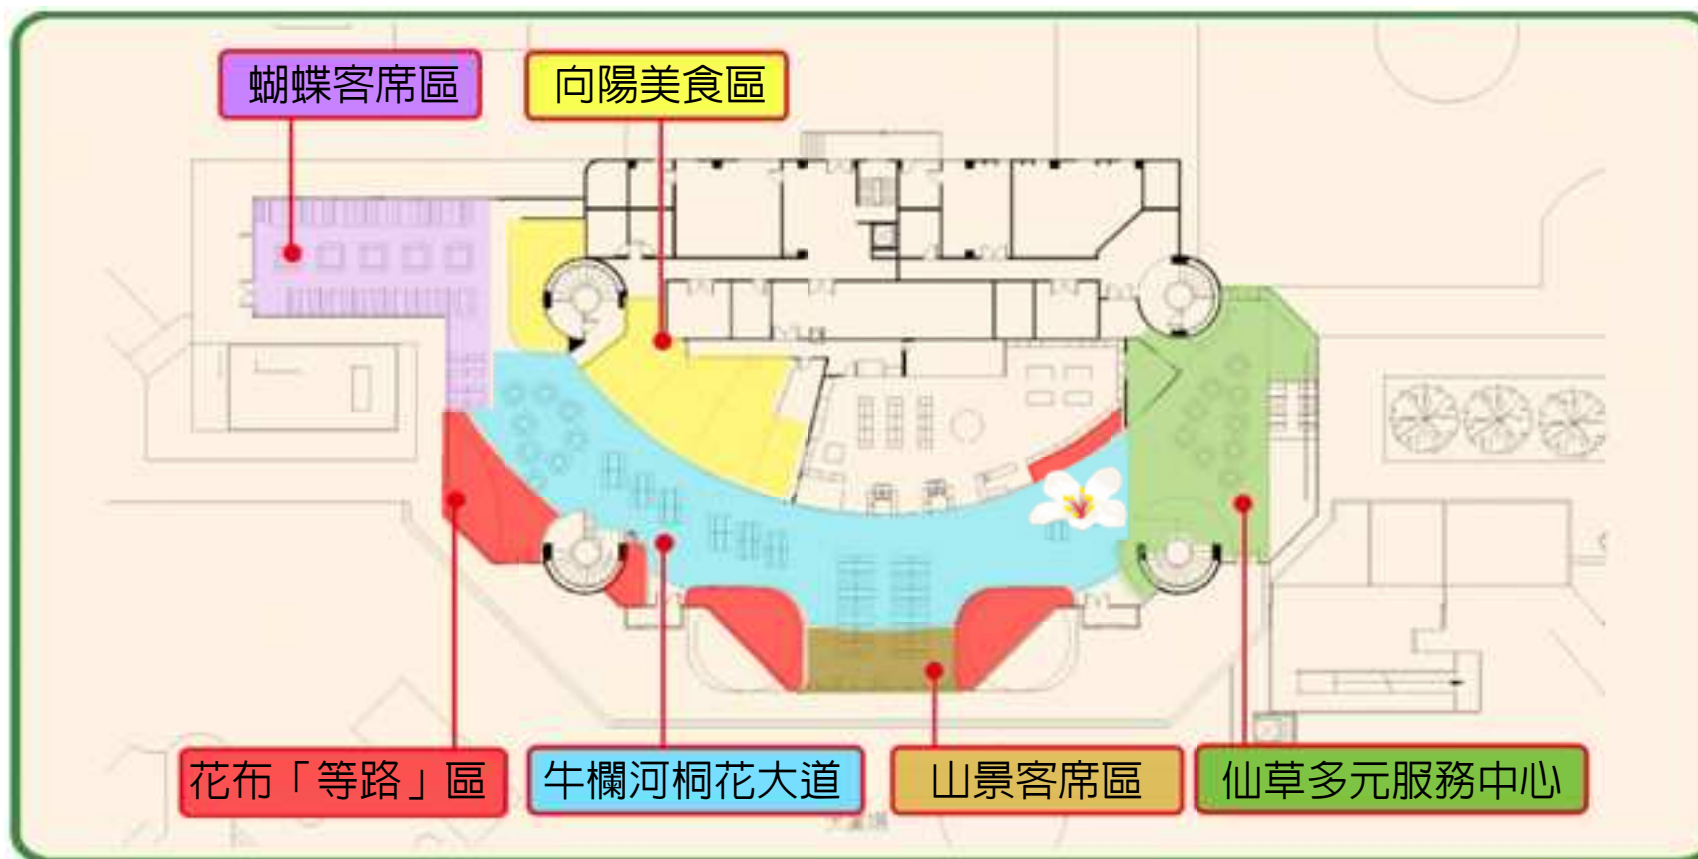 蝴蝶客席區
向陽美食區
花布「等路」區
牛欄河桐花大道
山景客席區
仙草多元服務中心